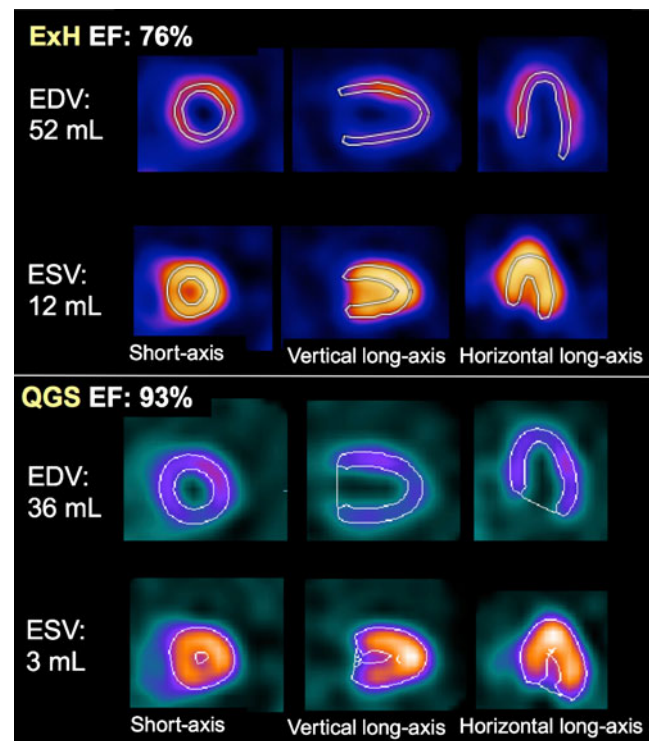 ExH EF: 76%
EDV:
52 mL
ESV:
12 mL
Short-axis
Vertical long-axis
Horizontal long-axis
QGS EF: 93%
EDV:
36 mL
ESV:
3 mL
Short-axis
Vertical long-axis
Horizontal long-axis